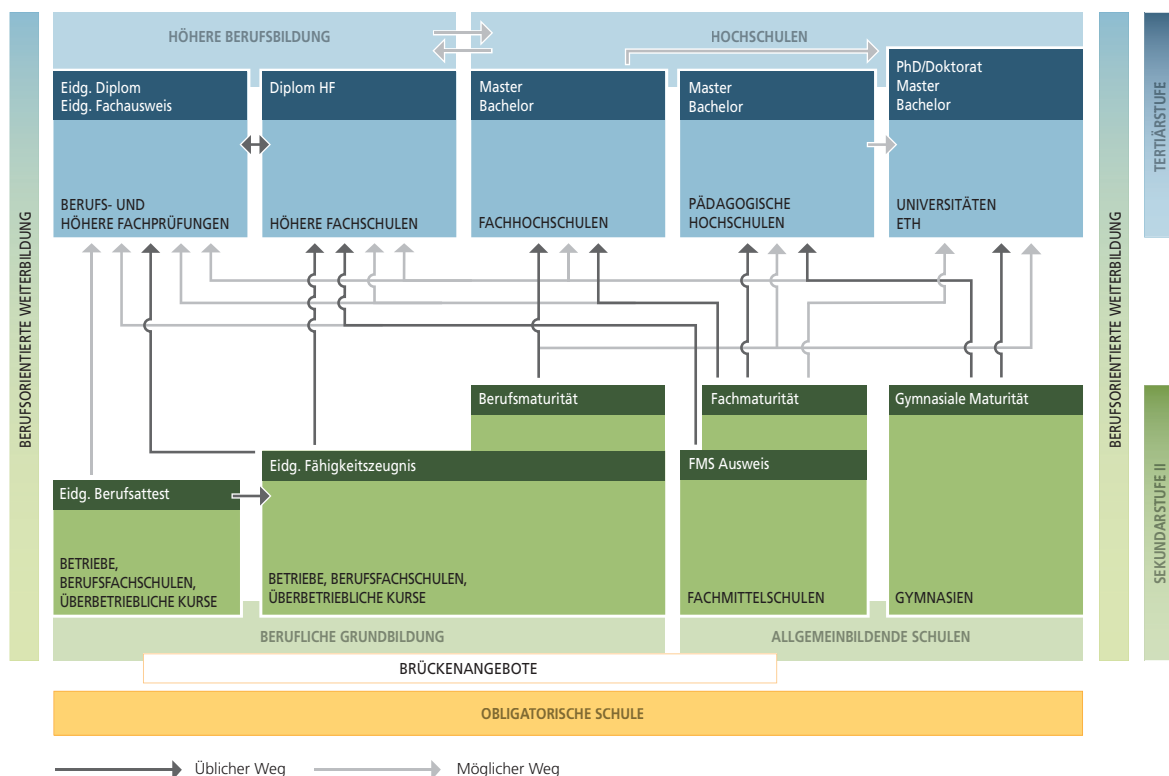 HÖHERE BERUFSBILDUNG
HOCHSCHULEN
Eidg. Diplom
Eidg. Fachausweis
Diplom HF
Master
Bachelor
Master
Bachelor
PhD/Doktorat
Master
Bachelor
BERUFS- UND
HÖHERE FACHPRÜFUNGEN
HÖHERE FACHSCHULEN
FACHHOCHSCHULEN
PÄDAGOGISCHE
HOCHSCHULEN
UNIVERSITÄTEN
ETH
BERUFSORIENTIERTE WEITERBILDUNG
BERUFSORIENTIERTE WEITERBILDUNG
TERTIÄRSTUFE
SEKUNDARSTUFE II
Berufsmaturität
Fachmaturität
Gymnasiale Maturität
Eidg. Fähigkeitszeugnis
FMS Ausweis
Eidg. Berufsattest
BETRIEBE,
BERUFSFACHSCHULEN,
ÜBERBETRIEBLICHE KURSE
BETRIEBE, BERUFSFACHSCHULEN,
ÜBERBETRIEBLICHE KURSE
FACHMITTELSCHULEN
GYMNASIEN
BERUFLICHE GRUNDBILDUNG
ALLGEMEINBILDENDE SCHULEN
BRÜCKENANGEBOTE
OBLIGATORISCHE SCHULE
Üblicher Weg
Möglicher Weg